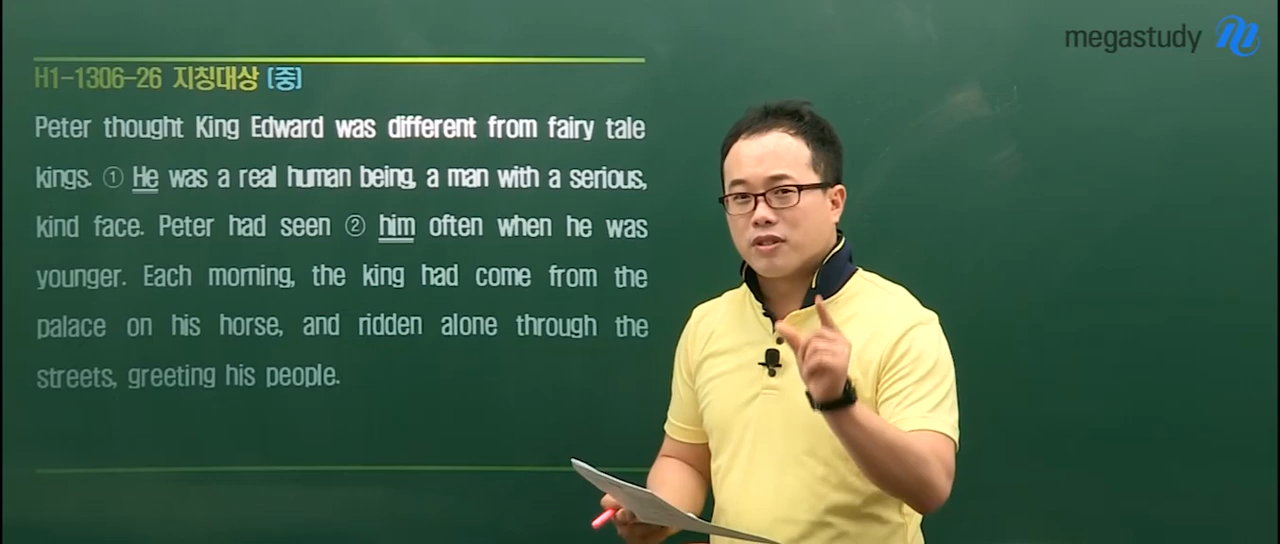 megastudy
H1-1306-26 지칭대상 [중]
Peter thought King Edward was different from fairy tale
kings. ① He was a real human being, a man with a serious,
kind face. Peter had seen ② him often when he was
younger. Each morning, the king had come from the
palace on his horse, and ridden alone through the
streets, greeting his people.